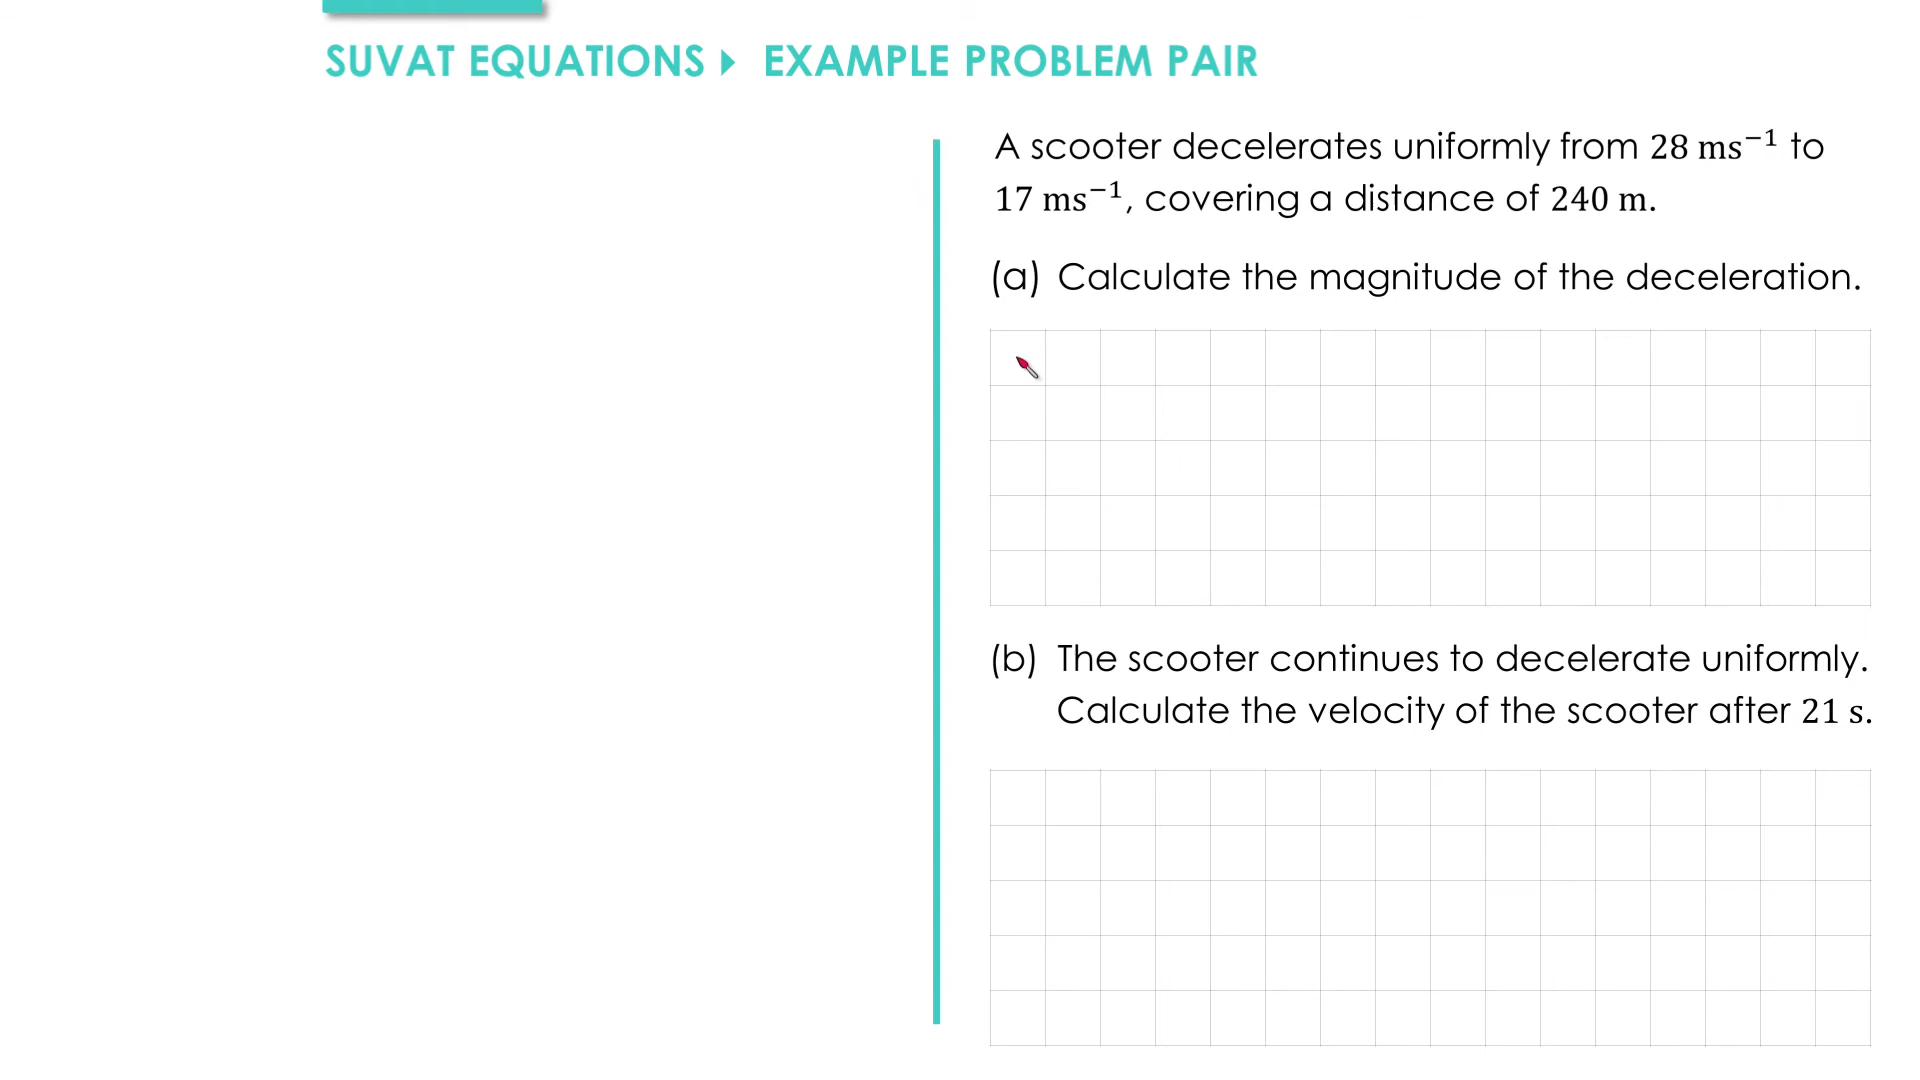 SUVAT EQUATIONS ▸ EXAMPLE PROBLEM PAIR
A scooter decelerates uniformly from 28 ms⁻¹ to
17 ms⁻¹, covering a distance of 240 m.
(a) Calculate the magnitude of the deceleration.
(b) The scooter continues to decelerate uniformly.
Calculate the velocity of the scooter after 21 s.